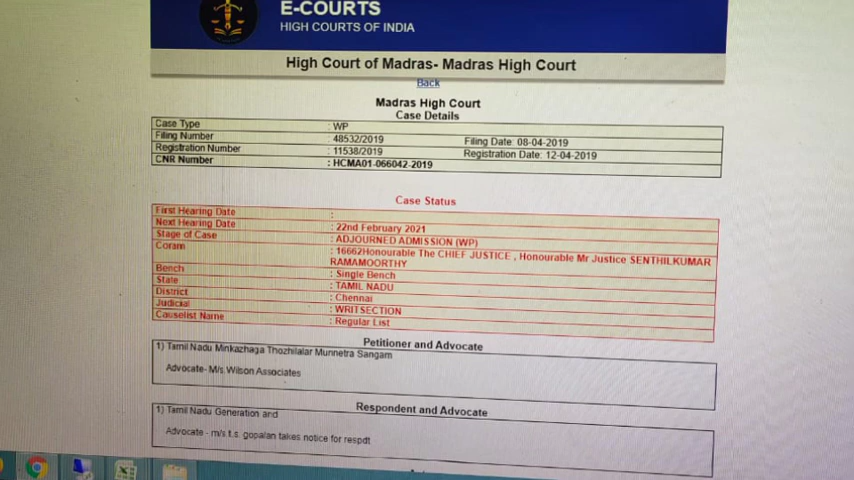 E-COURTS
HIGH COURTS OF INDIA
High Court of Madras- Madras High Court
Back
Madras High Court
Case Details
Case Type : WP
Filing Number : 48532/2019 Filing Date: 08-04-2019
Registration Number : 11538/2019 Registration Date: 12-04-2019
CNR Number : HCMA01-066042-2019
Case Status
First Hearing Date :
Next Hearing Date : 22nd February 2021
Stage of Case : ADJOURNED ADMISSION (WP)
Coram : 16662Honourable The CHIEF JUSTICE , Honourable Mr Justice SENTHILKUMAR
RAMAMOORTHY
Bench : Single Bench
State : TAMIL NADU
District : Chennai
Judicial : WRIT SECTION
Causelist Name : Regular List
Petitioner and Advocate
1) Tamil Nadu Minkazhaga Thozhilalar Munnetra Sangam
Advocate- M/s.Wilson Associates
Respondent and Advocate
1) Tamil Nadu Generation and
Advocate - m/s t.s. gopalan takes notice for respdt